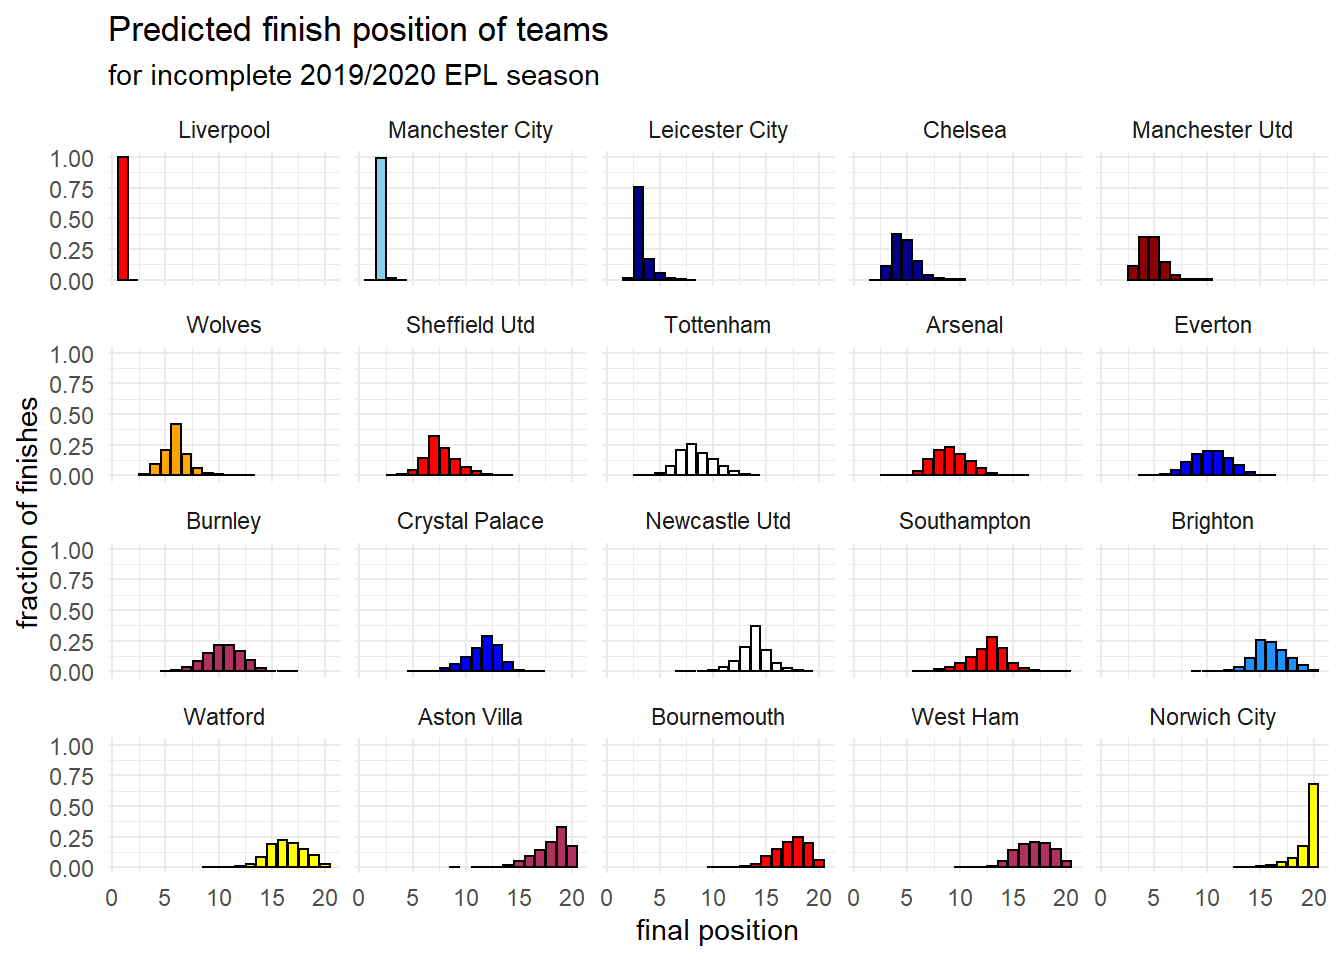 Predicted finish position of teams
for incomplete 2019/2020 EPL season
Liverpool Manchester City Leicester City Chelsea Manchester Utd
1.00
0.75
0.50
0.25
0.00
Wolves Sheffield Utd Tottenham Arsenal Everton
1.00
0.75
0.50
0.25
0.00
fraction of finishes
Burnley Crystal Palace Newcastle Utd Southampton Brighton
1.00
0.75
0.50
0.25
0.00
Watford Aston Villa Bournemouth West Ham Norwich City
1.00
0.75
0.50
0.25
0.00
0 5 10 15 20 0 5 10 15 20 0 5 10 15 20 0 5 10 15 20 0 5 10 15 20
final position